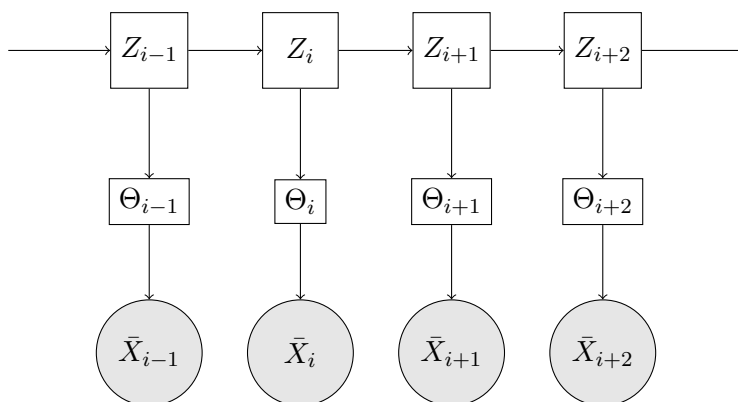 Z_{i−1} Z_i Z_{i+1} Z_{i+2}
Θ_{i−1} Θ_i Θ_{i+1} Θ_{i+2}
X̄_{i−1} X̄_i X̄_{i+1} X̄_{i+2}